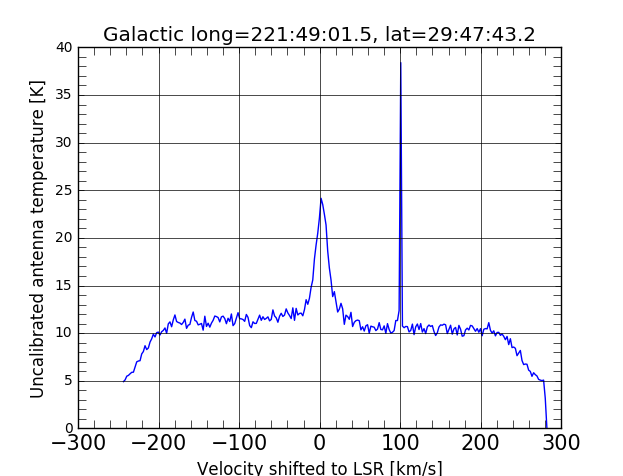 Galactic long=221:49:01.5, lat=29:47:43.2
40
35
30
25
20
15
10
5
0
Uncalibrated antenna temperature [K]
−300 −200 −100 0 100 200 300
Velocity shifted to LSR [km/s]